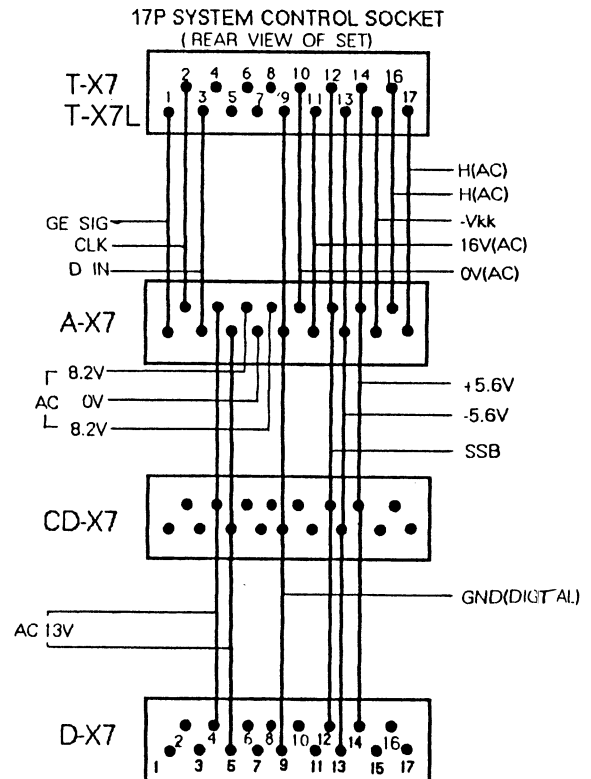 17P SYSTEM CONTROL SOCKET
( REAR VIEW OF SET)
T-X7
T-X7L
2 4 6 8 10 12 14 16
1 3 5 7 9 11 13 17
H(AC)
H(AC)
-Vkk
16V(AC)
0V(AC)
GE SIG
CLK
D IN
A-X7
8.2V
AC 0V
8.2V
+5.6V
-5.6V
SSB
CD-X7
GND(DIGITAL)
AC 13V
D-X7
2 4 6 8 10 12 14 16
1 3 5 7 9 11 13 15 17